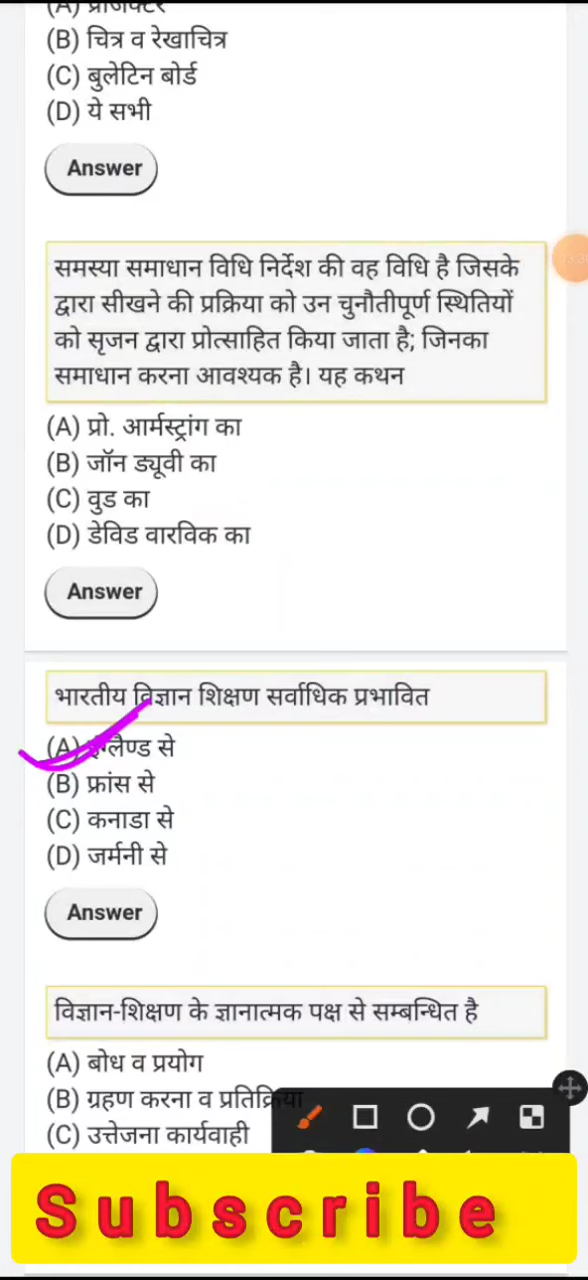 (A) प्रोजेक्टर
(B) चित्र व रेखाचित्र
(C) बुलेटिन बोर्ड
(D) ये सभी
Answer
समस्या समाधान विधि निर्देश की वह विधि है जिसके
द्वारा सीखने की प्रक्रिया को उन चुनौतीपूर्ण स्थितियों
को सृजन द्वारा प्रोत्साहित किया जाता है; जिनका
समाधान करना आवश्यक है। यह कथन
(A) प्रो. आर्मस्ट्रांग का
(B) जॉन ड्यूवी का
(C) वुड का
(D) डेविड वारविक का
Answer
भारतीय विज्ञान शिक्षण सर्वाधिक प्रभावित
(A) इंग्लैण्ड से
(B) फ्रांस से
(C) कनाडा से
(D) जर्मनी से
Answer
विज्ञान-शिक्षण के ज्ञानात्मक पक्ष से सम्बन्धित है
(A) बोध व प्रयोग
(B) ग्रहण करना व प्रतिक्रिया
(C) उत्तेजना कार्यवाही
Subscribe